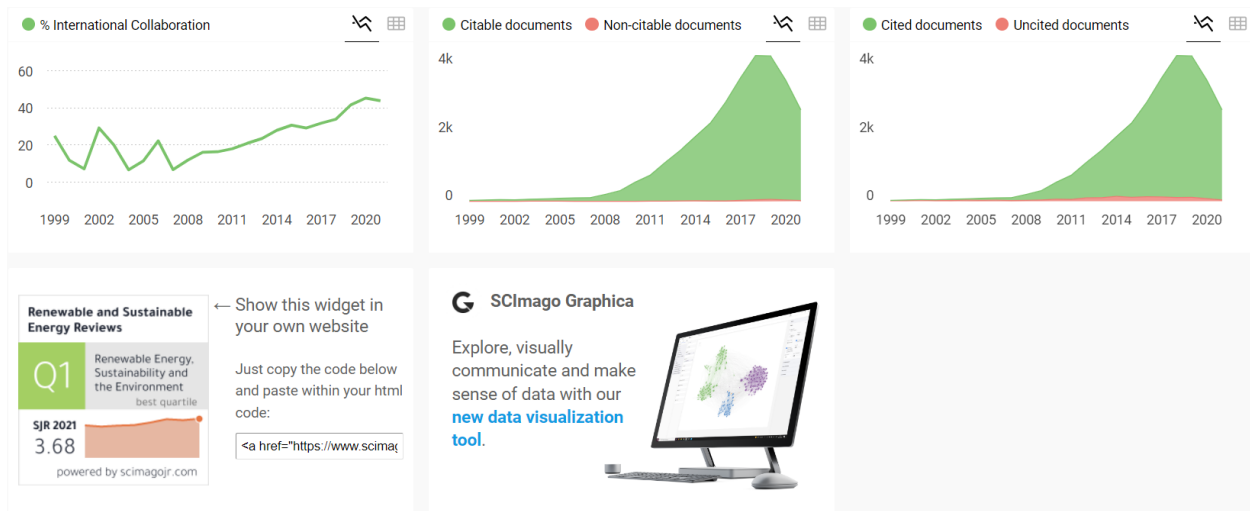 % International Collaboration
60
40
20
0
1999 2002 2005 2008 2011 2014 2017 2020
Citable documents Non-citable documents
4k
2k
0
1999 2002 2005 2008 2011 2014 2017 2020
Cited documents Uncited documents
4k
2k
0
1999 2002 2005 2008 2011 2014 2017 2020
Renewable and Sustainable
Energy Reviews
Q1
Renewable Energy,
Sustainability and
the Environment
best quartile
SJR 2021
3.68
powered by scimagojr.com
← Show this widget in
your own website
Just copy the code below
and paste within your html
code:
<a href="https://www.scimag
SCImago Graphica
Explore, visually
communicate and make
sense of data with our
new data visualization
tool.